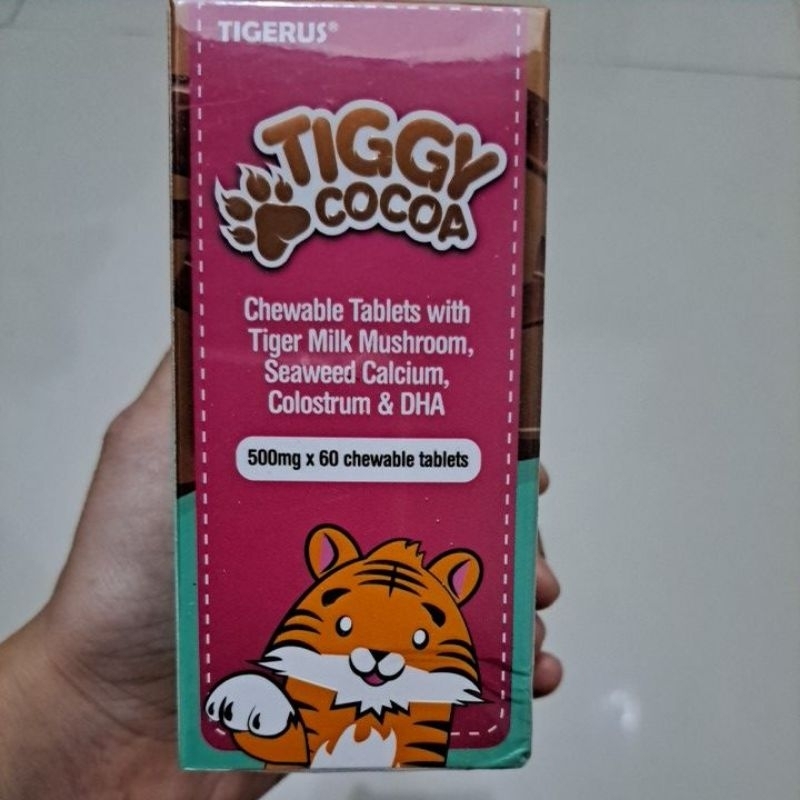 TIGERUS®
TIGGY
COCOA
Chewable Tablets with
Tiger Milk Mushroom,
Seaweed Calcium,
Colostrum & DHA
500mg x 60 chewable tablets